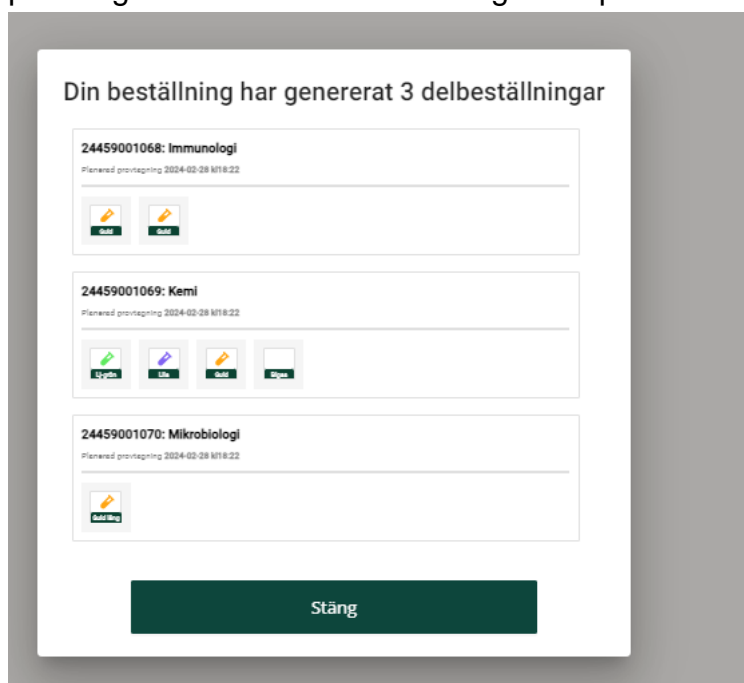 Din beställning har genererat 3 delbeställningar
24459001068: Immunologi
Planerad provtagning 2024-02-28 kl18:22
Guld Guld
24459001069: Kemi
Planerad provtagning 2024-02-28 kl18:22
Lj-grön Lila Guld
24459001070: Mikrobiologi
Planerad provtagning 2024-02-28 kl18:22
Guld lång
Stäng